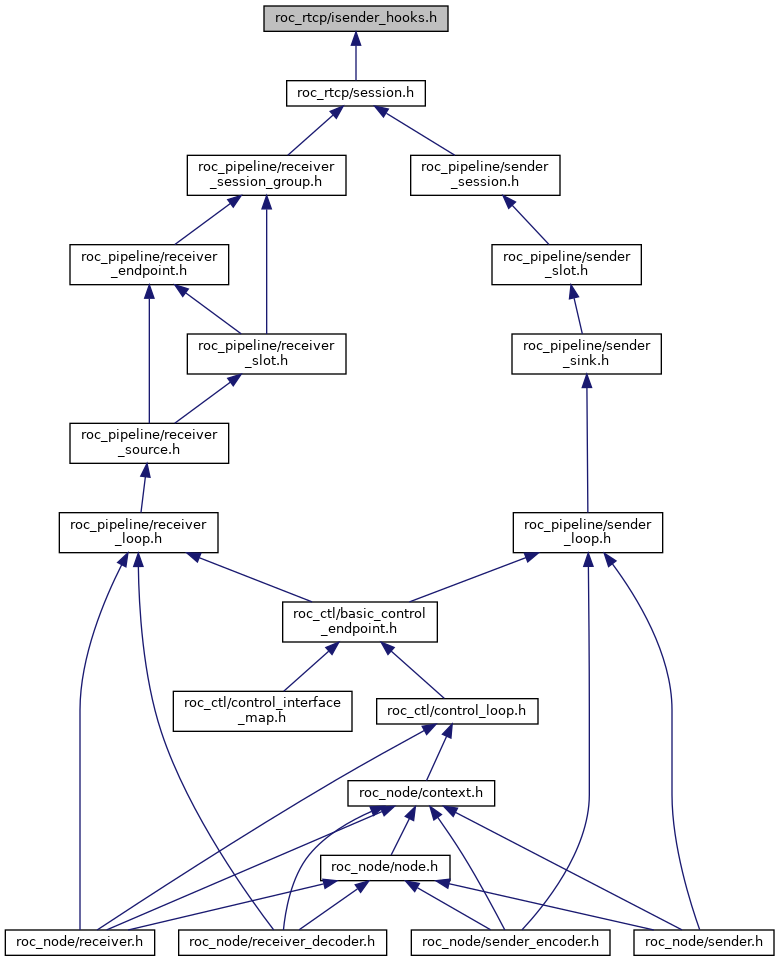 roc_rtcp/isender_hooks.h
roc_rtcp/session.h
roc_pipeline/receiver
_session_group.h
roc_pipeline/sender
_session.h
roc_pipeline/receiver
_endpoint.h
roc_pipeline/sender
_slot.h
roc_pipeline/receiver
_slot.h
roc_pipeline/sender
_sink.h
roc_pipeline/receiver
_source.h
roc_pipeline/receiver
_loop.h
roc_pipeline/sender
_loop.h
roc_ctl/basic_control
_endpoint.h
roc_ctl/control_interface
_map.h
roc_ctl/control_loop.h
roc_node/context.h
roc_node/node.h
roc_node/receiver.h
roc_node/receiver_decoder.h
roc_node/sender_encoder.h
roc_node/sender.h